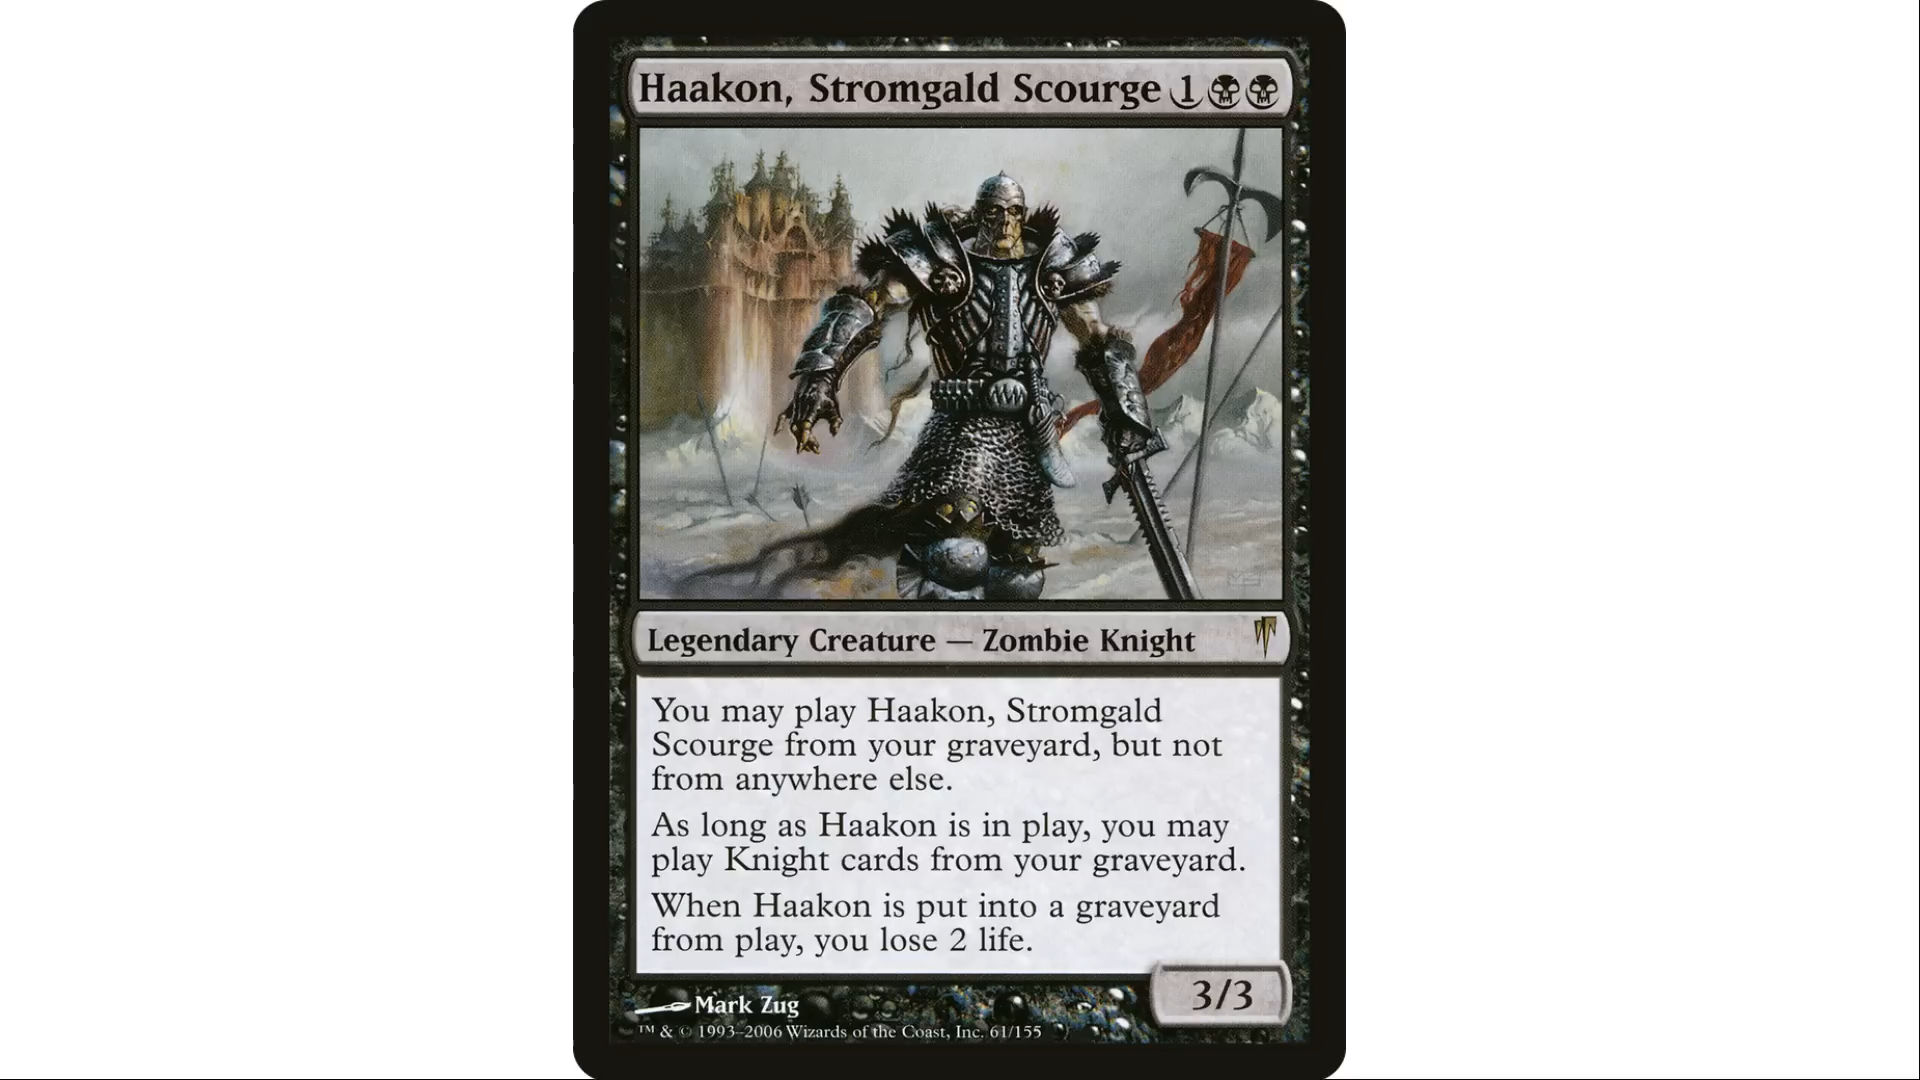 Haakon, Stromgald Scourge 1
Legendary Creature — Zombie Knight
You may play Haakon, Stromgald
Scourge from your graveyard, but not
from anywhere else.
As long as Haakon is in play, you may
play Knight cards from your graveyard.
When Haakon is put into a graveyard
from play, you lose 2 life.
3/3
Mark Zug
™ & © 1993–2006 Wizards of the Coast, Inc. 61/155